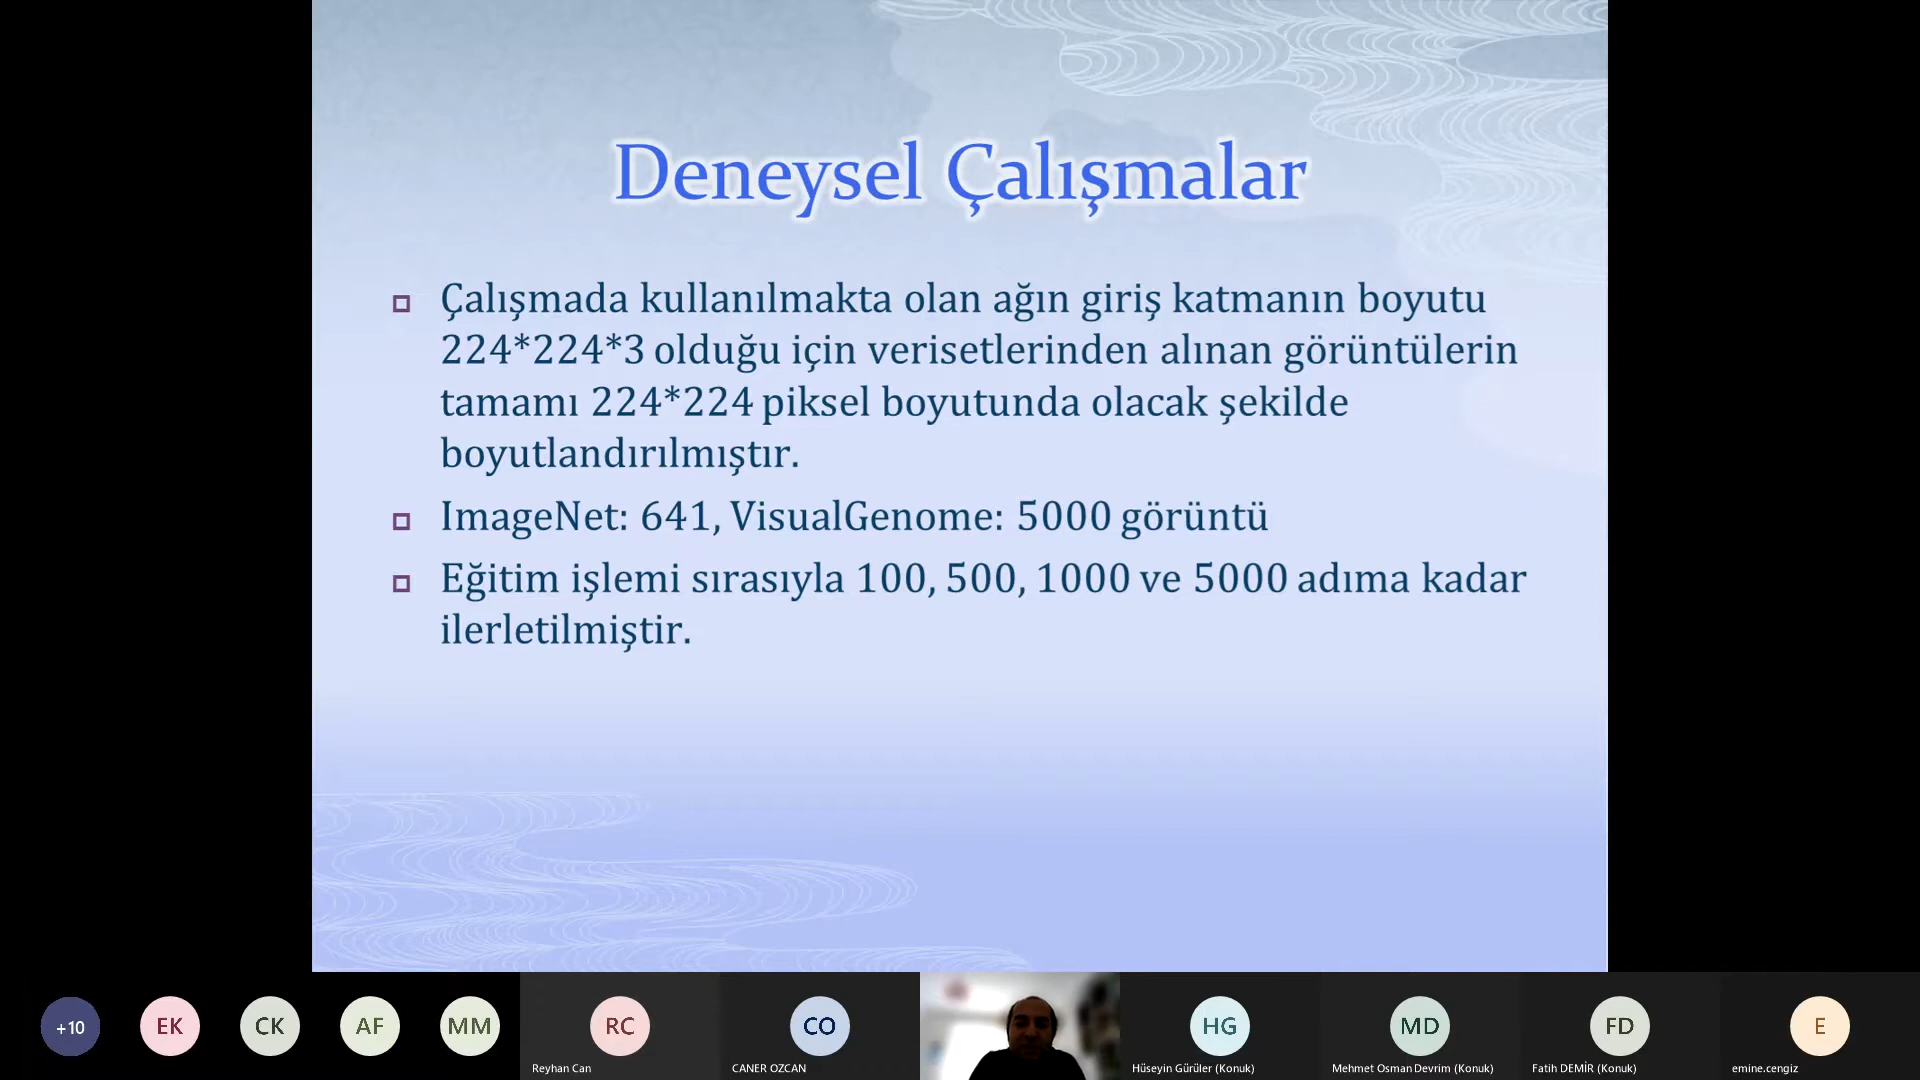 Deneysel Çalışmalar
Çalışmada kullanılmakta olan ağın giriş katmanın boyutu
224*224*3 olduğu için verisetlerinden alınan görüntülerin
tamamı 224*224 piksel boyutunda olacak şekilde
boyutlandırılmıştır.
ImageNet: 641, VisualGenome: 5000 görüntü
Eğitim işlemi sırasıyla 100, 500, 1000 ve 5000 adıma kadar
ilerletilmiştir.
+10 EK CK AF MM RC CO HG MD FD E
Reyhan Can CANER OZCAN Hüseyin Gürüler (Konuk) Mehmet Osman Devrim (Konuk) Fatih DEMİR (Konuk) emine.cengiz